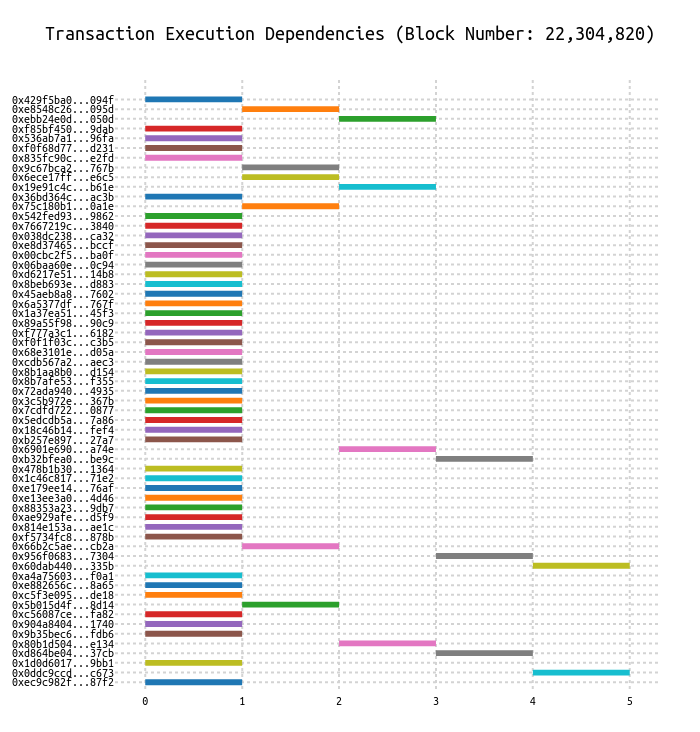 Transaction Execution Dependencies (Block Number: 22,304,820)
0x429f5ba0...094f
0xe8548c26...095d
0xebb24e0d...050d
0xf85bf450...9dab
0x536ab7a1...96fa
0xf0f68d77...d231
0x835fc90c...e2fd
0x9c67bca2...767b
0x6ece17ff...e6c5
0x19e91c4c...b61e
0x36bd364c...ac3b
0x75c180b1...0a1e
0x542fed93...9862
0x7667219c...3840
0x038dc238...ca32
0xe8d37465...bccf
0x00cbc2f5...ba0f
0x06baa60e...0c94
0xd6217e51...14b8
0x8beb693e...d883
0x45aeb8a8...7602
0x6a5377df...767f
0x1a37ea51...45f3
0x89a55f98...90c9
0xf777a3c1...6182
0xf0f1f03c...c3b5
0x68e3101e...d05a
0xcdb567a2...aec3
0x8b1aa8b0...d154
0x8b7afe53...f355
0x72ada940...4935
0x3c5b972e...367b
0x7cdfd722...0877
0x5edcdb5a...7a86
0x18c46b14...fef4
0xb257e897...27a7
0x6901e690...a74e
0xb32bfea0...be9c
0x478b1b30...1364
0x1c46c817...71e2
0xe179ee14...76af
0xe13ee3a0...4d46
0x88353a23...9db7
0xae929afe...d5f9
0x814e153a...ae1c
0xf5734fc8...878b
0x66b2c5ae...cb2a
0x956f0683...7304
0x60dab440...335b
0xa4a75603...f0a1
0xe882656c...8a65
0xc5f3e095...de18
0x5b015d4f...8d14
0xc56087ce...fa82
0x904a8404...1740
0x9b35bec6...fdb6
0x80b1d504...e134
0xd864be04...37cb
0x1d0d6017...9bb1
0x0ddc9ccd...c673
0xec9c982f...87f2
0 1 2 3 4 5